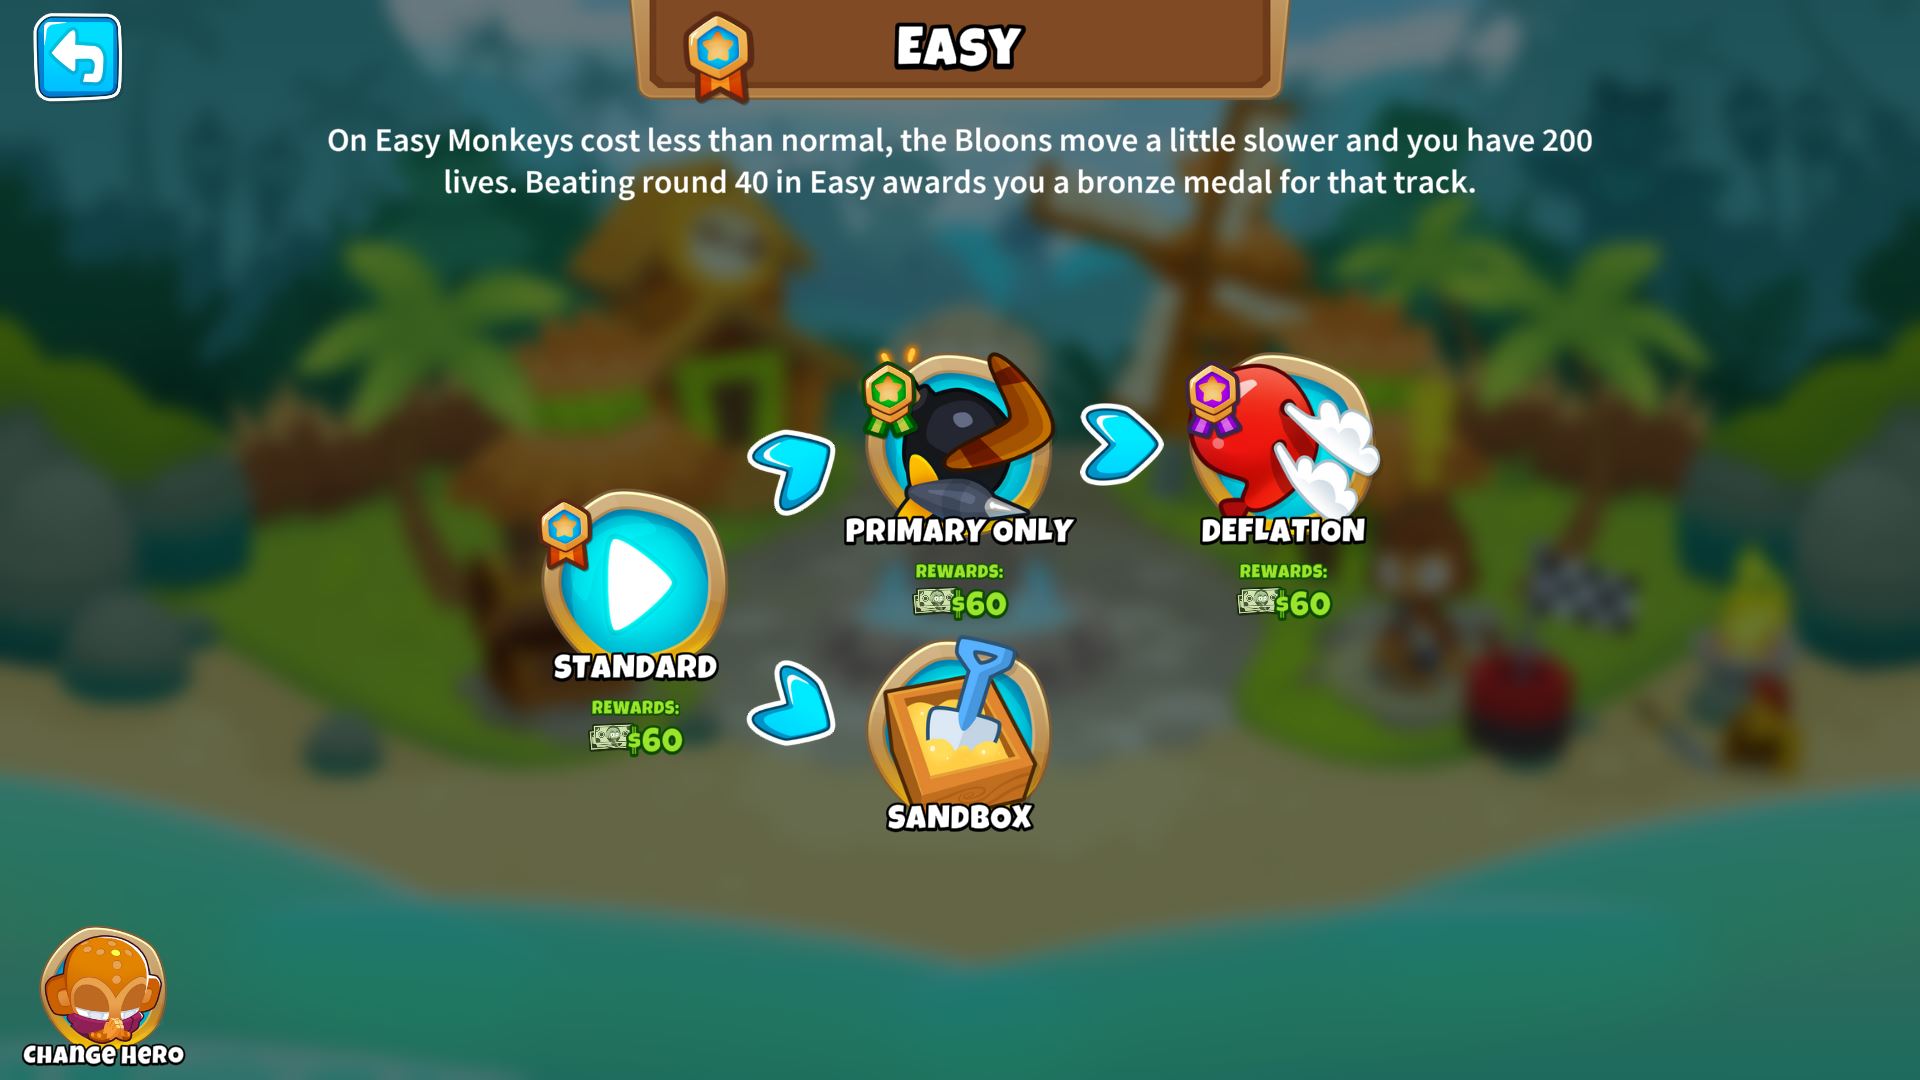 EASY
On Easy Monkeys cost less than normal, the Bloons move a little slower and you have 200
lives. Beating round 40 in Easy awards you a bronze medal for that track.
PRIMARY ONLY
REWARDS:
$60
DEFLATION
REWARDS:
$60
STANDARD
REWARDS:
$60
SANDBOX
CHANGE HERO